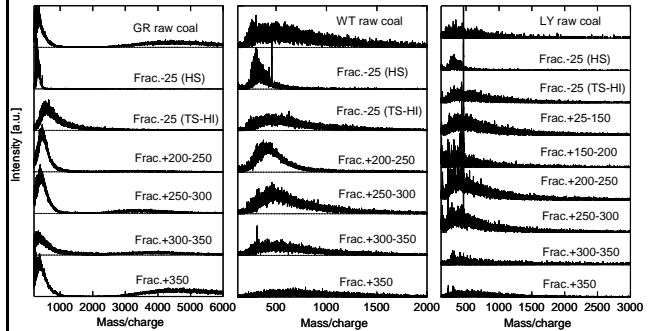 Intensity [a.u.]
GR raw coal
Frac.-25 (HS)
Frac.-25 (TS-HI)
Frac.+200-250
Frac.+250-300
Frac.+300-350
Frac.+350
1000 2000 3000 4000 5000 6000
Mass/charge
WT raw coal
Frac.-25 (HS)
Frac.-25 (TS-HI)
Frac.+200-250
Frac.+250-300
Frac.+300-350
Frac.+350
100 500 1000 1500 2000
Mass/charge
LY raw coal
Frac.-25 (HS)
Frac.-25 (TS-HI)
Frac.+25-150
Frac.+150-200
Frac.+200-250
Frac.+250-300
Frac.+300-350
Frac.+350
100 500 1000 1500 2000 2500 3000
Mass/charge